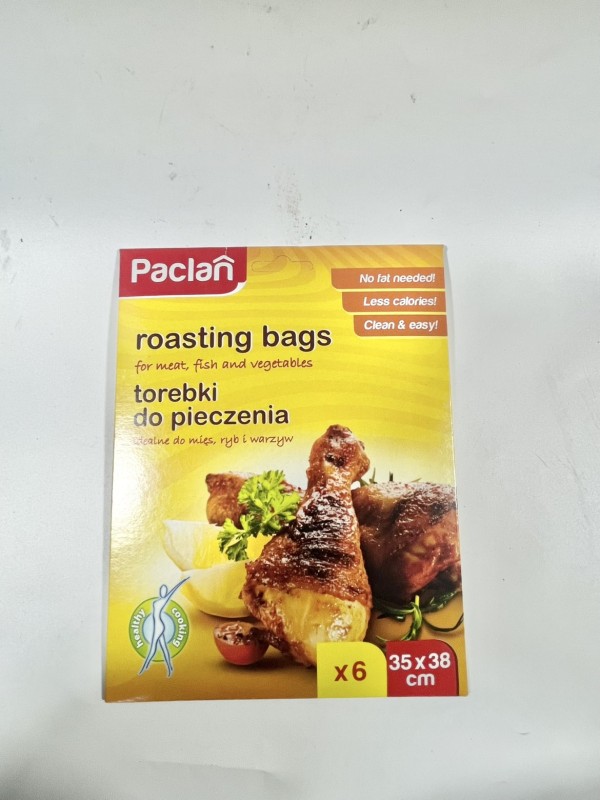 Paclan
No fat needed!
Less calories!
Clean & easy!
roasting bags
for meat, fish and vegetables
torebki
do pieczenia
idealne do mięs, ryb i warzyw
healthy cooking
x6
35 x 38
cm